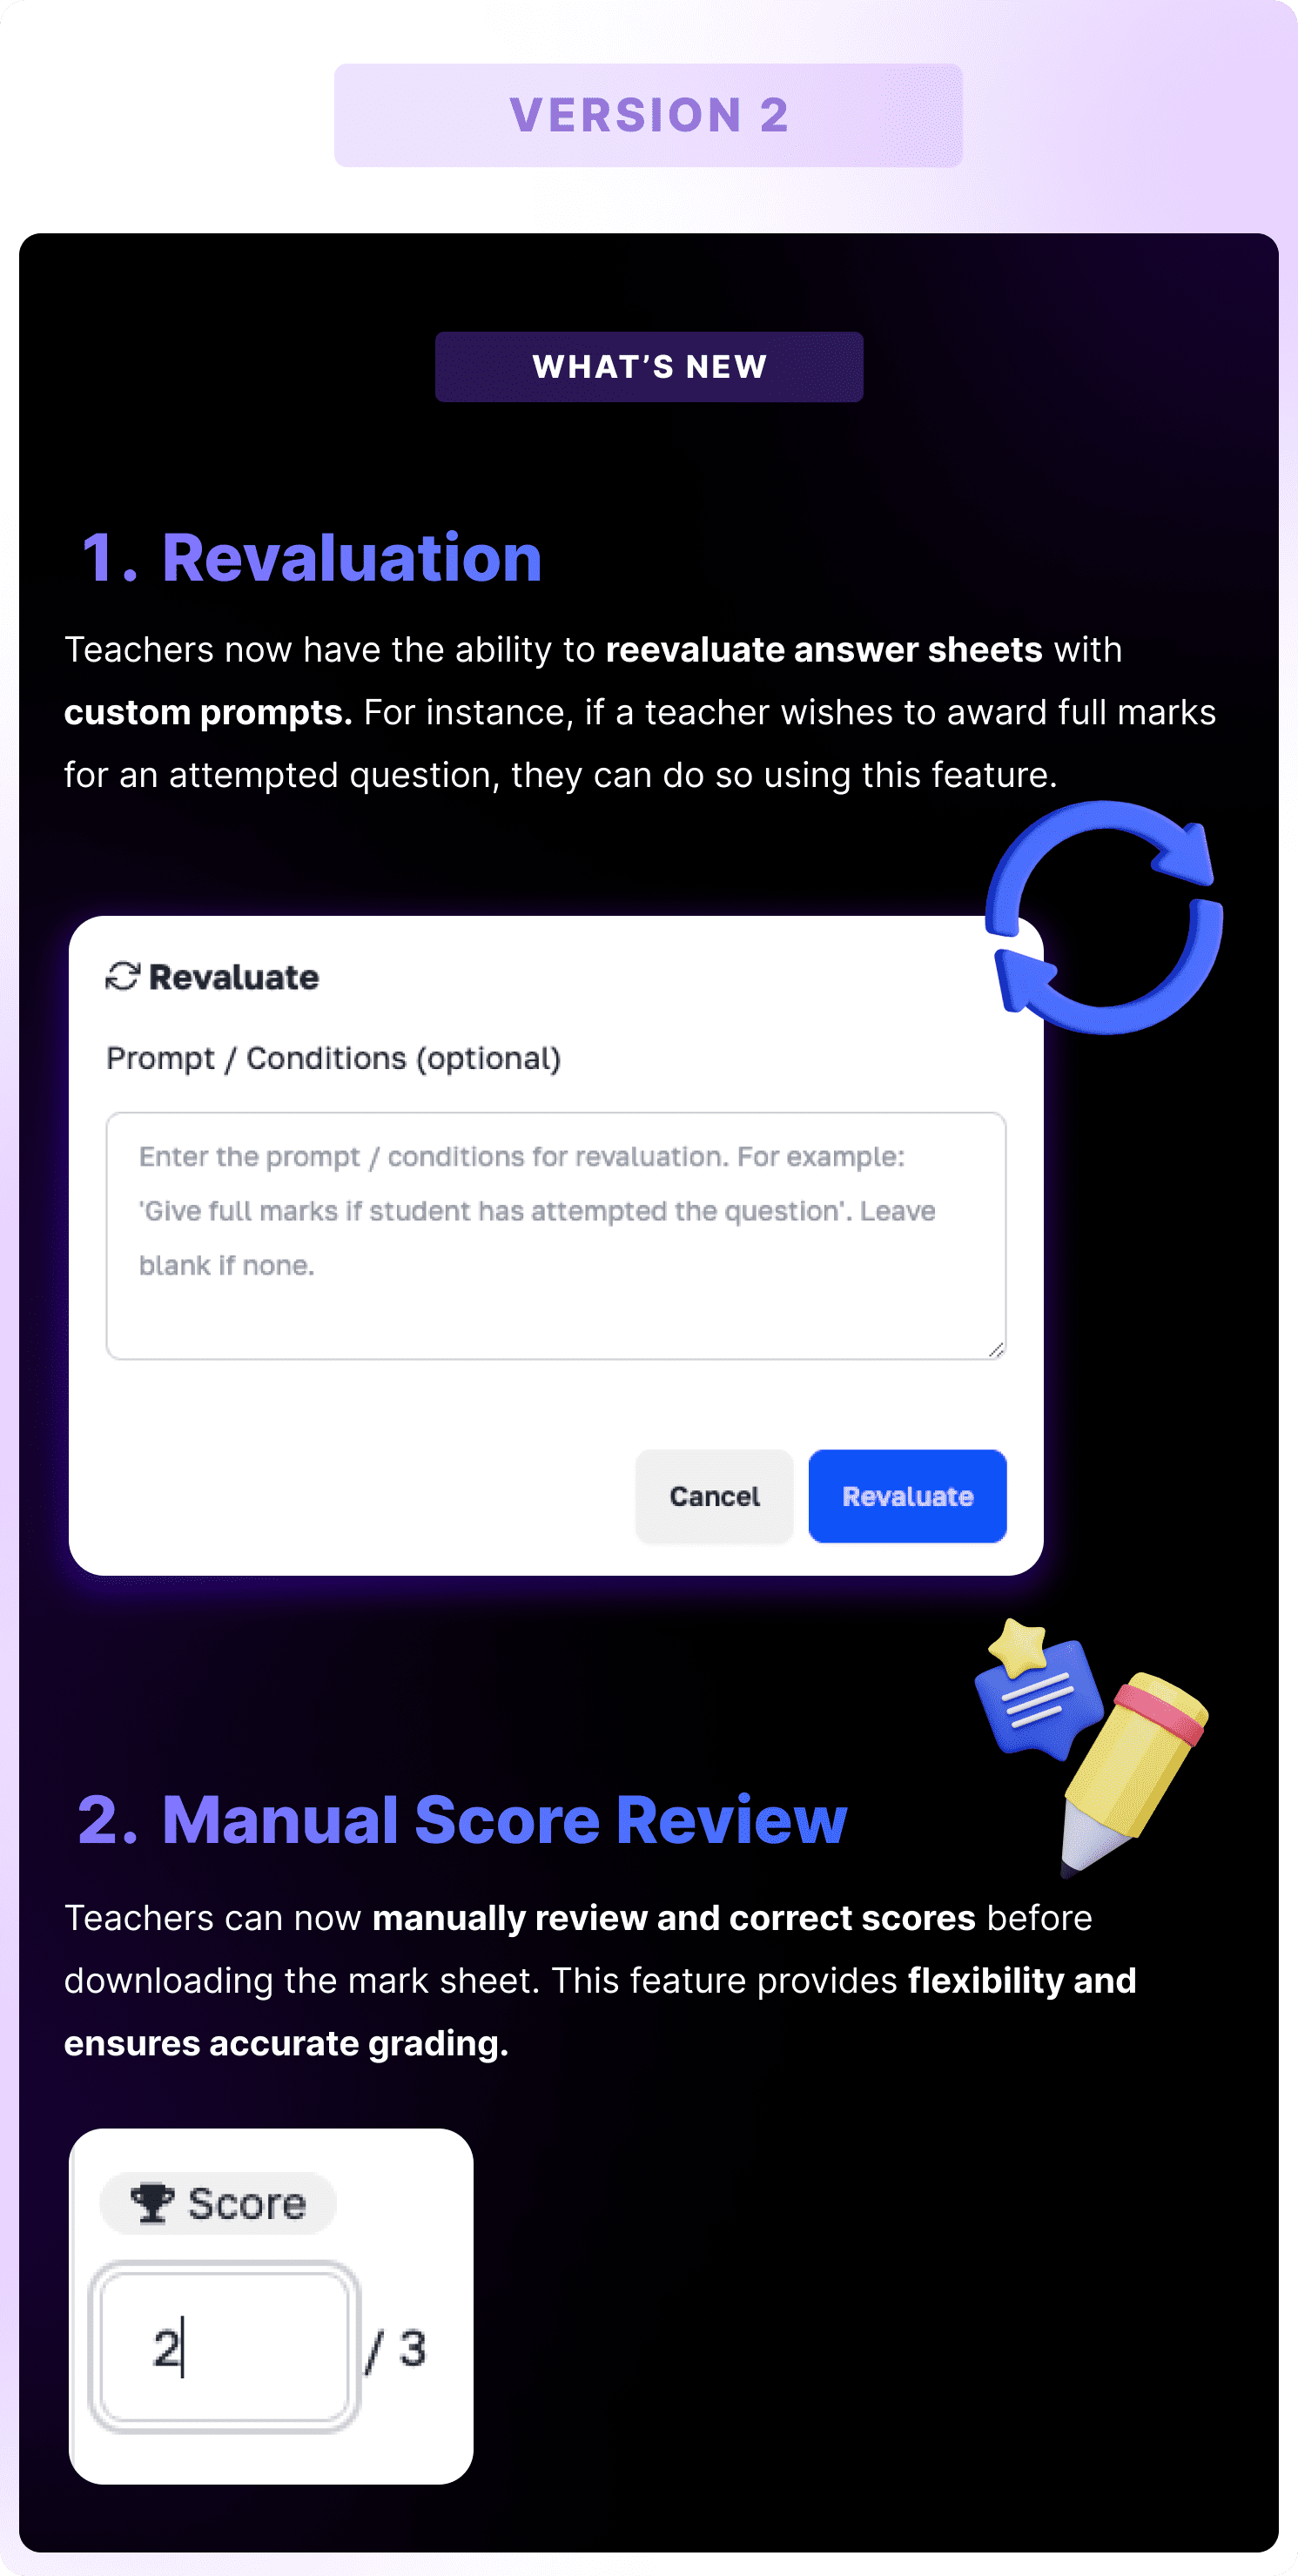 VERSION 2
WHAT’S NEW
1. Revaluation
Teachers now have the ability to reevaluate answer sheets with
custom prompts. For instance, if a teacher wishes to award full marks
for an attempted question, they can do so using this feature.
Revaluate
Prompt / Conditions (optional)
Enter the prompt / conditions for revaluation. For example:
'Give full marks if student has attempted the question'. Leave
blank if none.
Cancel Revaluate
2. Manual Score Review
Teachers can now manually review and correct scores before
downloading the mark sheet. This feature provides flexibility and
ensures accurate grading.
Score
2 / 3